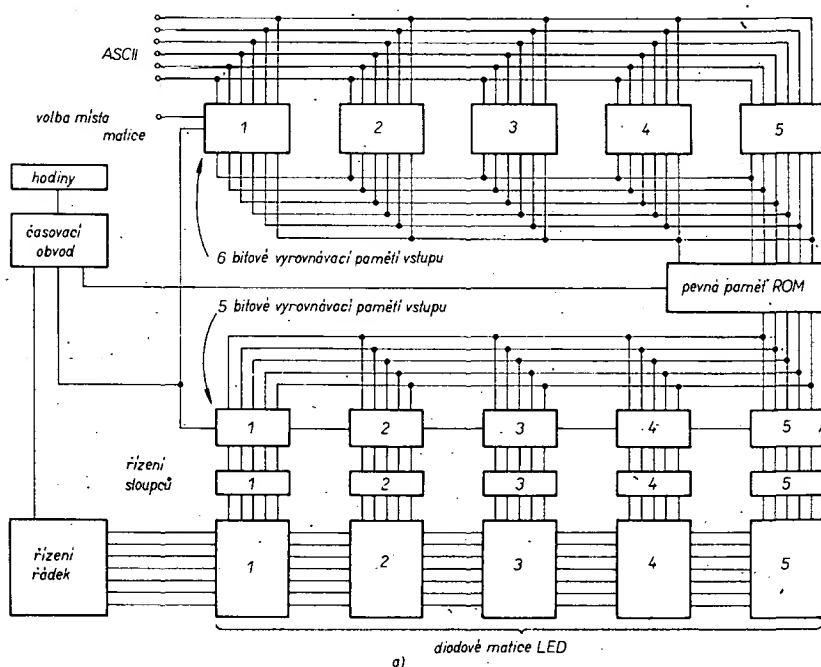 ASCII
volba místa
matice
1 2 3 4 5
hodiny
časovací
obvod
6 bitové vyrovnávací paměti vstupu
pevná paměť ROM
5 bitové vyrovnávací paměti vstupu
1 2 3 4 5
řízení
sloupců
1 2 3 4 5
řízení
řádek
1 2 3 4 5
diodové matice LED
a)